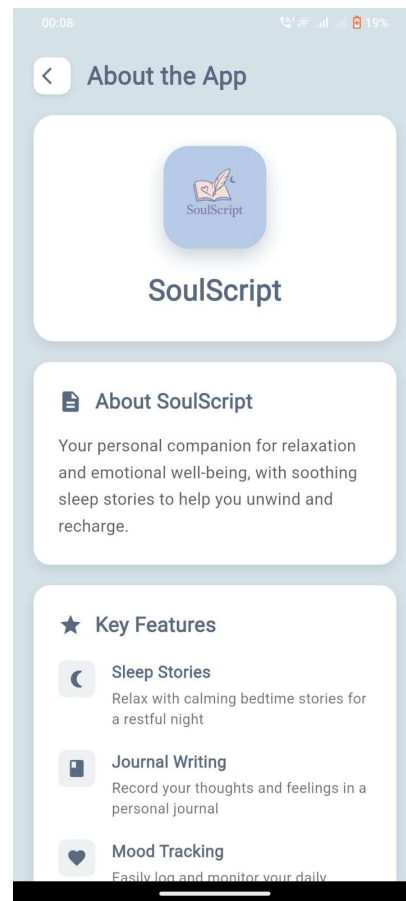 00:08
19%
About the App
SoulScript
SoulScript
About SoulScript
Your personal companion for relaxation
and emotional well-being, with soothing
sleep stories to help you unwind and
recharge.
Key Features
Sleep Stories
Relax with calming bedtime stories for
a restful night
Journal Writing
Record your thoughts and feelings in a
personal journal
Mood Tracking
Easily log and monitor your daily